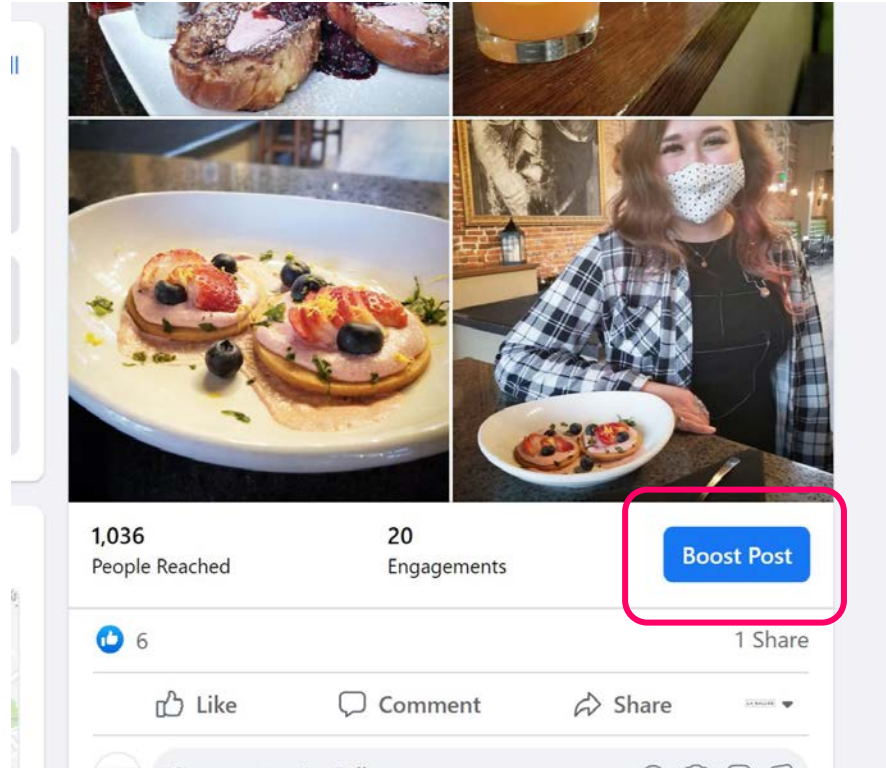 1,036
20
People Reached
Engagements
Boost Post
6
1 Share
Like
Comment
Share